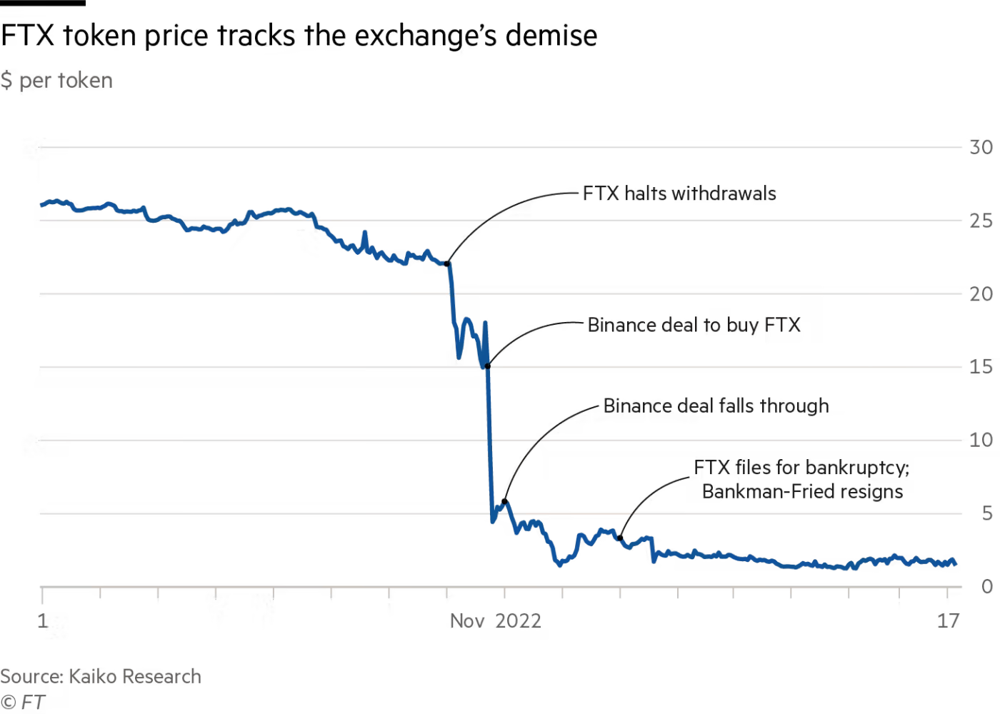 FTX token price tracks the exchange’s demise
$ per token
30
FTX halts withdrawals
25
20
Binance deal to buy FTX
15
Binance deal falls through
10
FTX files for bankruptcy;
Bankman-Fried resigns
5
0
1 Nov 2022 17
Source: Kaiko Research
© FT